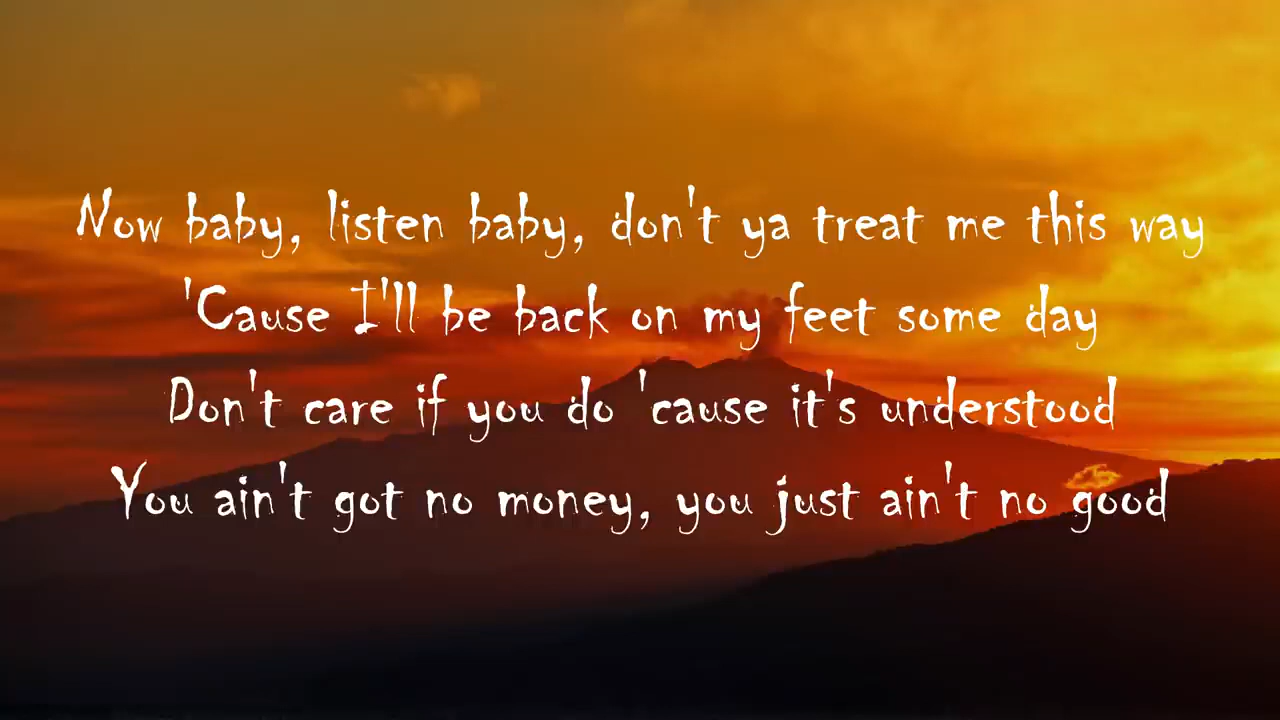 Now baby, listen baby, don't ya treat me this way
'Cause I'll be back on my feet some day
Don't care if you do 'cause it's understood
You ain't got no money, you just ain't no good